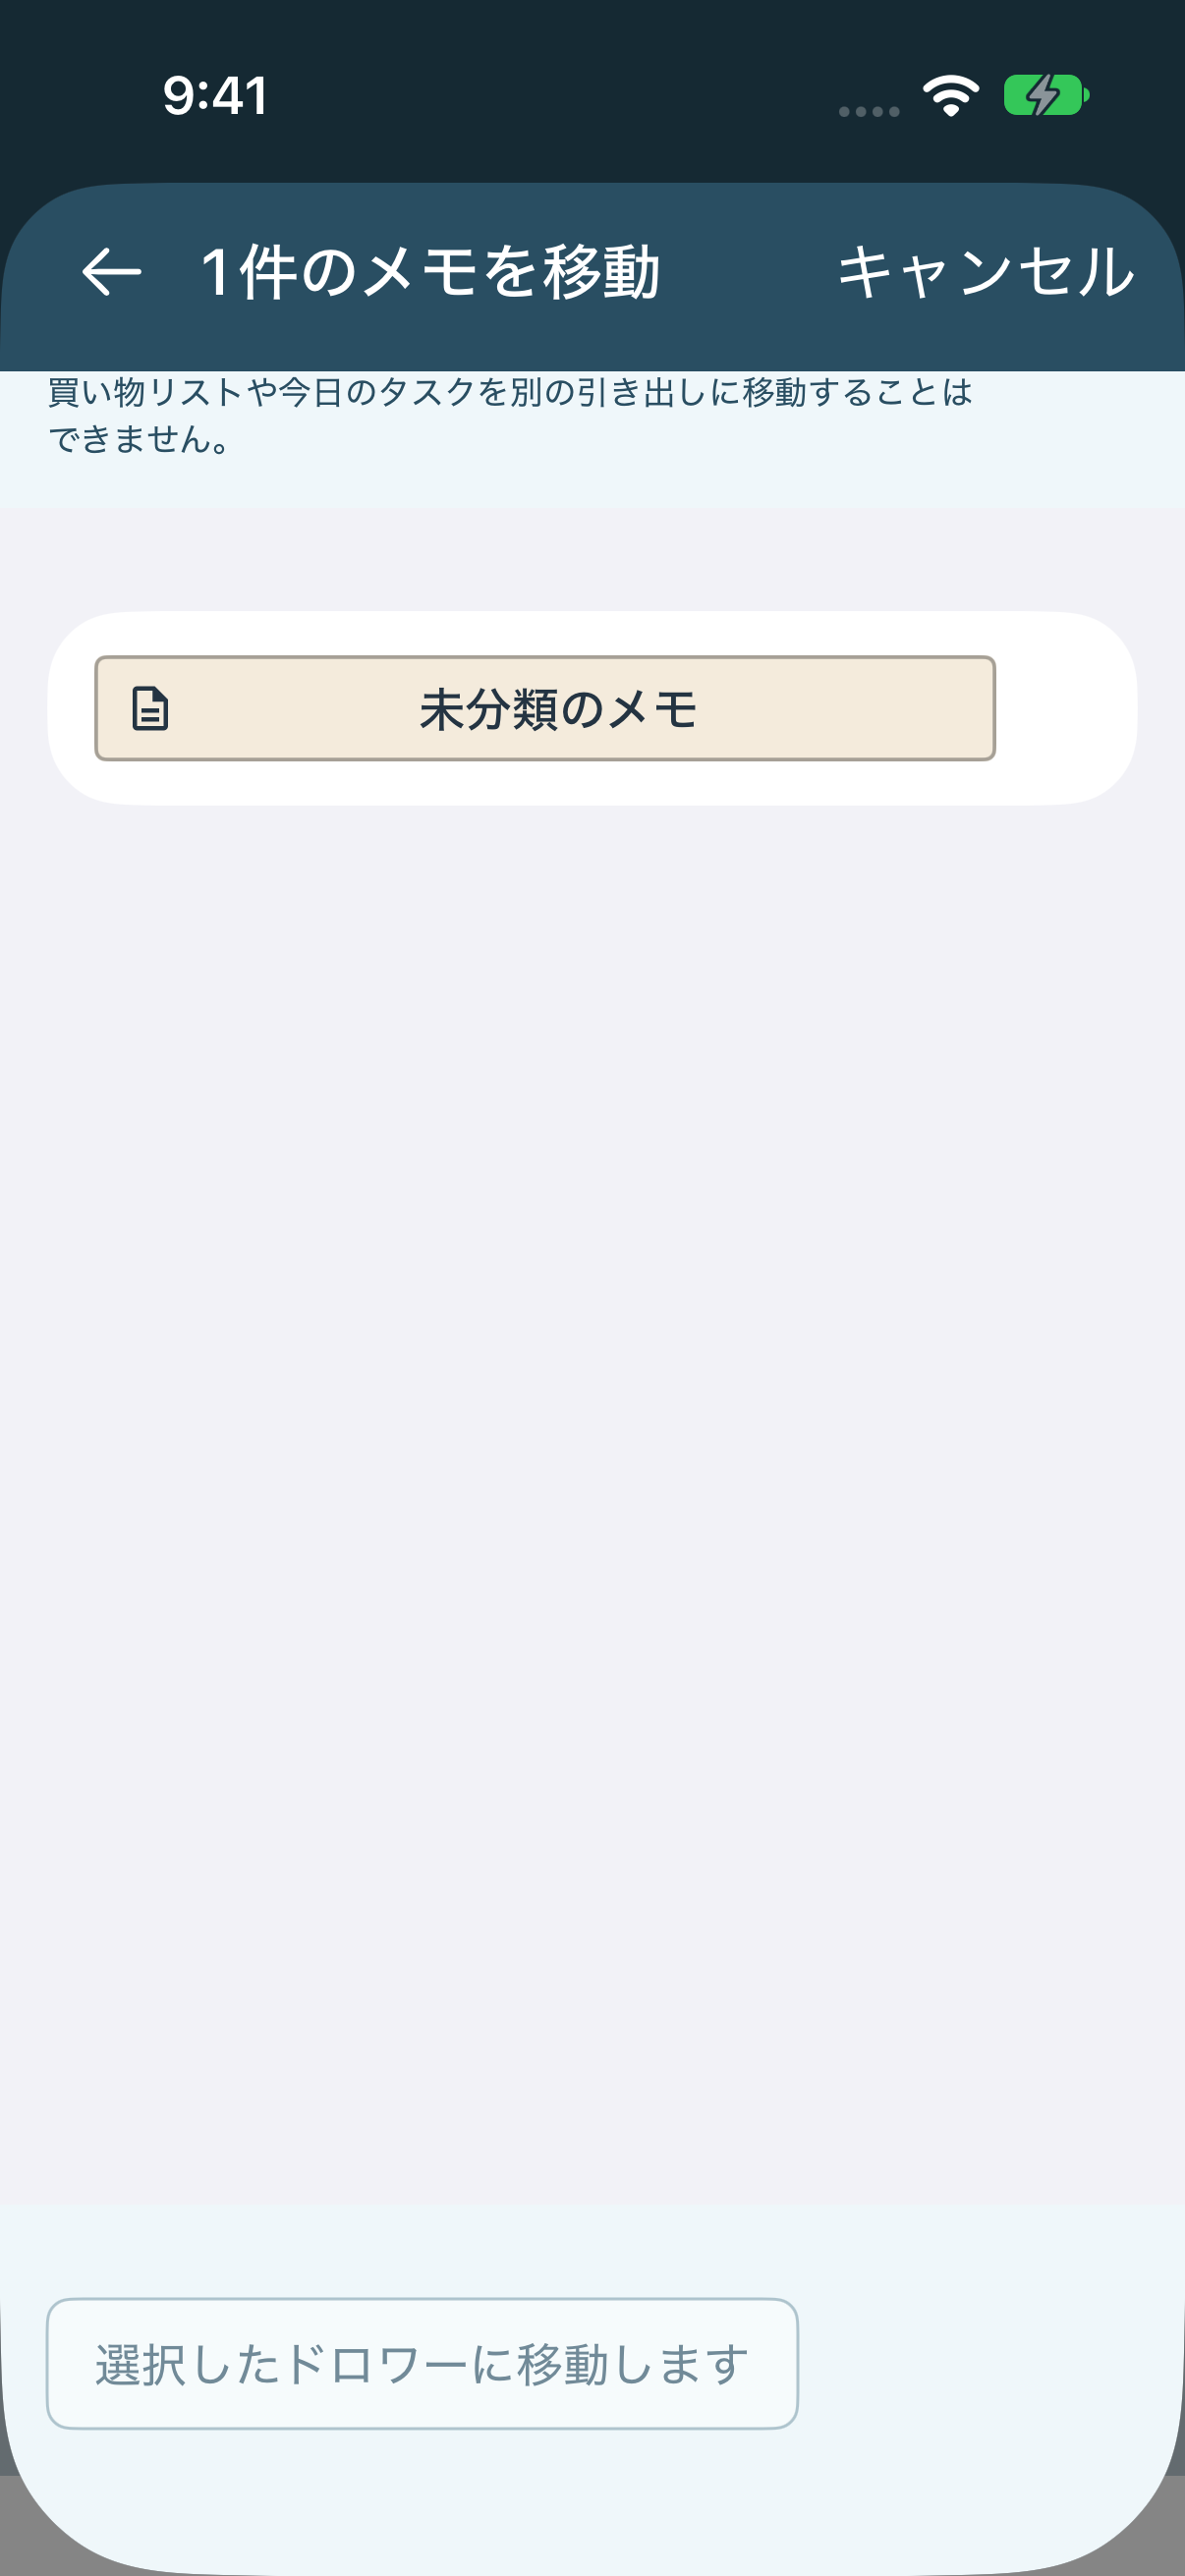 9:41
1件のメモを移動
キャンセル
買い物リストや今日のタスクを別の引き出しに移動することは
できません。
未分類のメモ
選択したドロワーに移動します